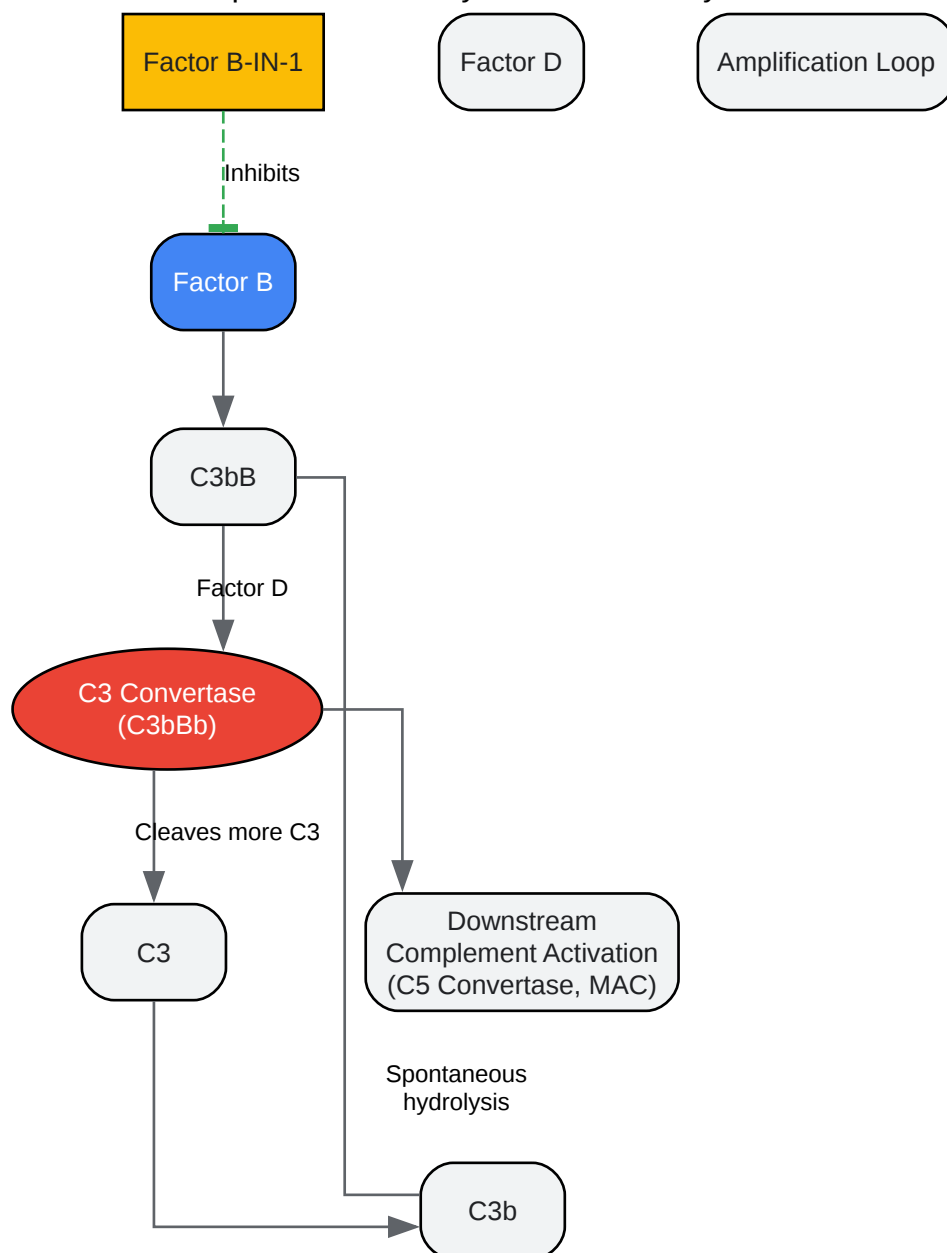 Factor B-IN-1
Factor D
Amplification Loop
Inhibits
Factor B
C3bB
Factor D
C3 Convertase
(C3bBb)
Cleaves more C3
C3
Downstream
Complement Activation
(C5 Convertase, MAC)
Spontaneous
hydrolysis
C3b